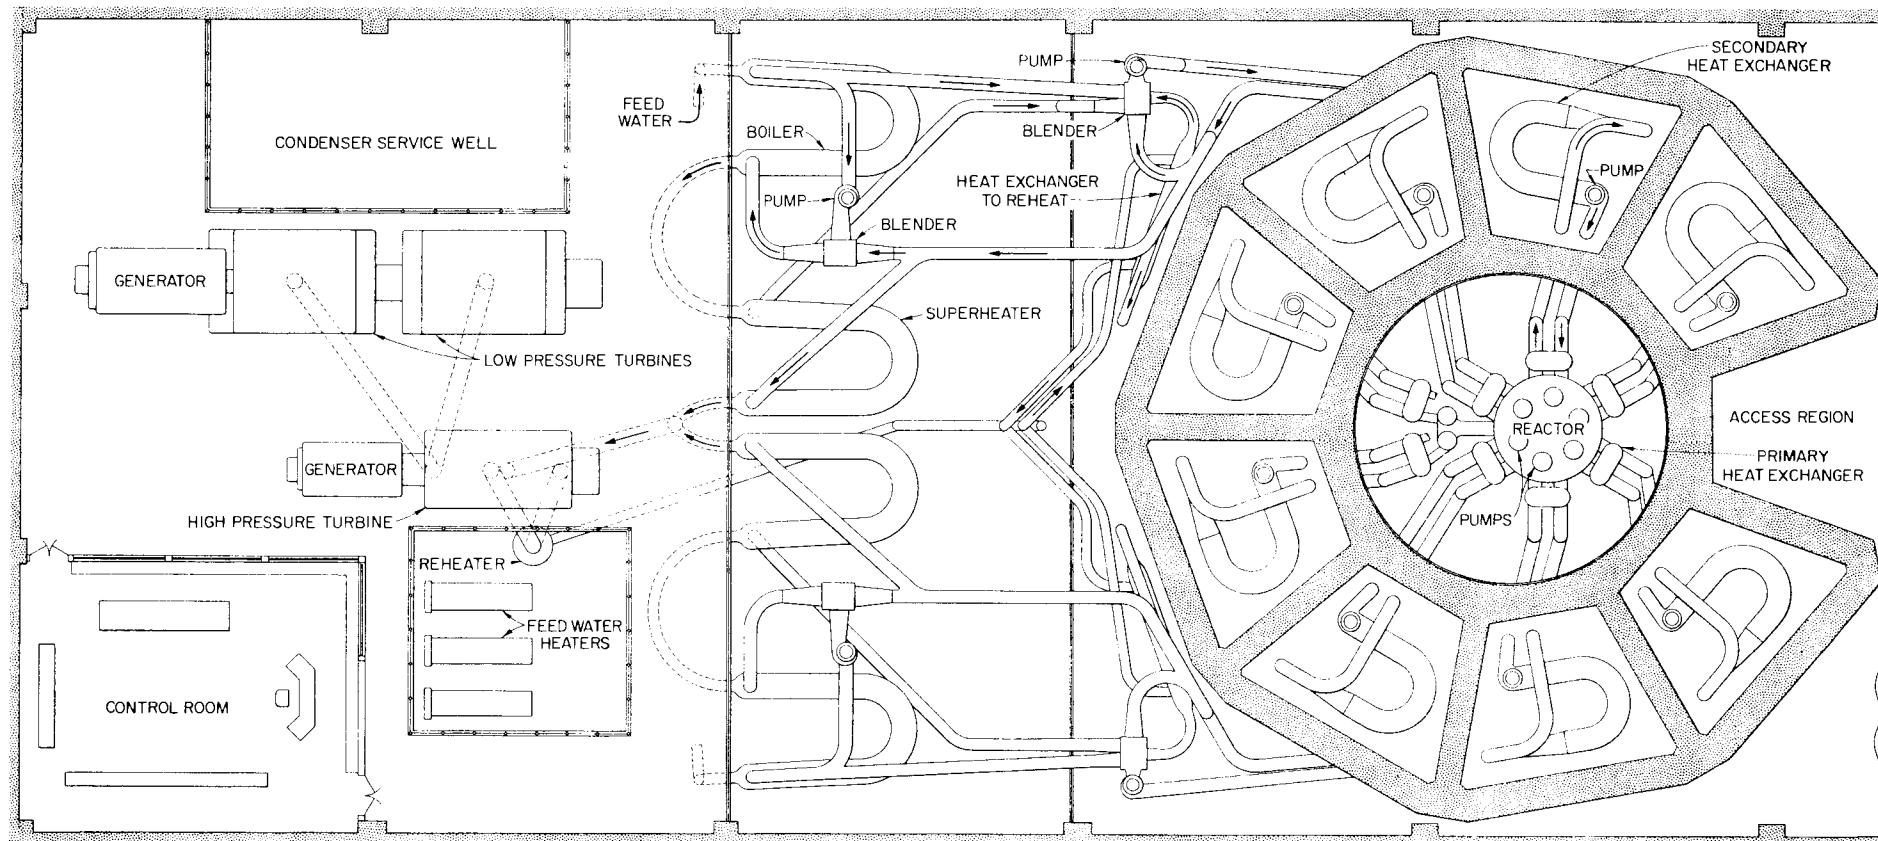 SECONDARY
HEAT EXCHANGER
PUMP
FEED
WATER
BOILER
BLENDER
CONDENSER SERVICE WELL
HEAT EXCHANGER
TO REHEAT
PUMP
PUMP
BLENDER
GENERATOR
SUPERHEATER
LOW PRESSURE TURBINES
ACCESS REGION
REACTOR
GENERATOR
PRIMARY
HEAT EXCHANGER
HIGH PRESSURE TURBINE
PUMPS
REHEATER
FEED WATER
HEATERS
CONTROL ROOM